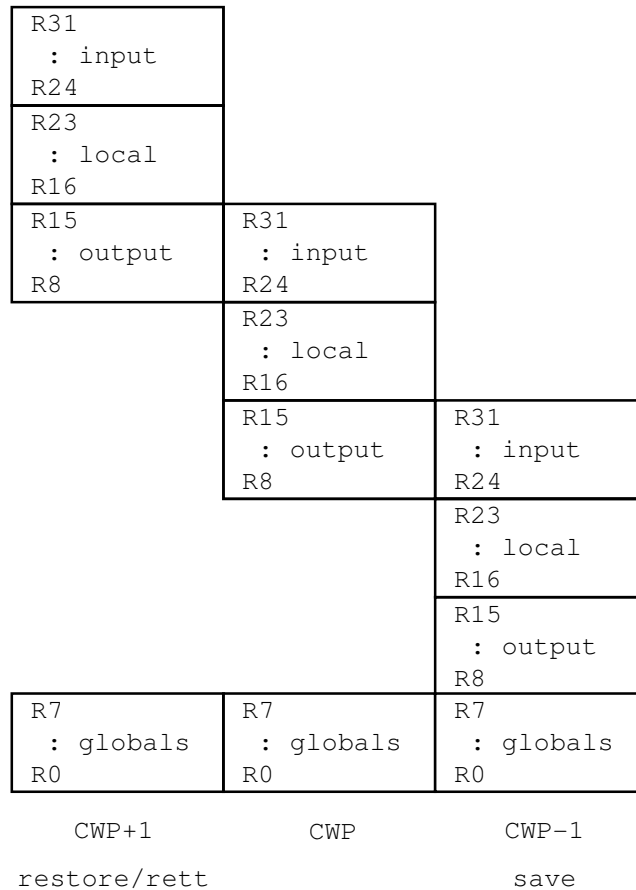 R31
: input
R24
R23
: local
R16
R15 R31
: output : input
R8 R24
R23
: local
R16
R15 R31
: output : input
R8 R24
R23
: local
R16
R15
: output
R8
R7 R7 R7
: globals : globals : globals
R0 R0 R0
CWP+1 CWP CWP−1
restore/rett save